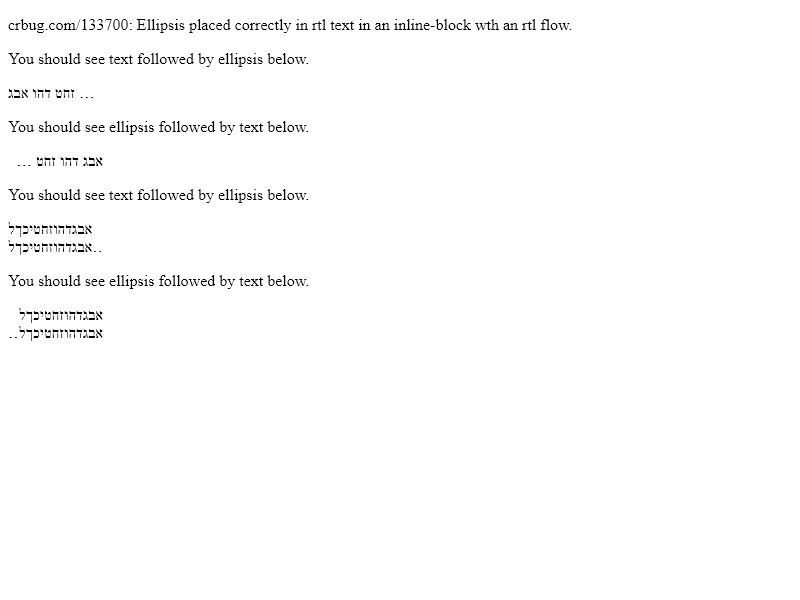 crbug.com/133700: Ellipsis placed correctly in rtl text in an inline-block wth an rtl flow.
You should see text followed by ellipsis below.
זחט דהו אבג ...
You should see ellipsis followed by text below.
אבג דהו זחט ...
You should see text followed by ellipsis below.
אבגדהוזחטיכךל
אבגדהוזחטיכךל..
You should see ellipsis followed by text below.
אבגדהוזחטיכךל
אבגדהוזחטיכךל..